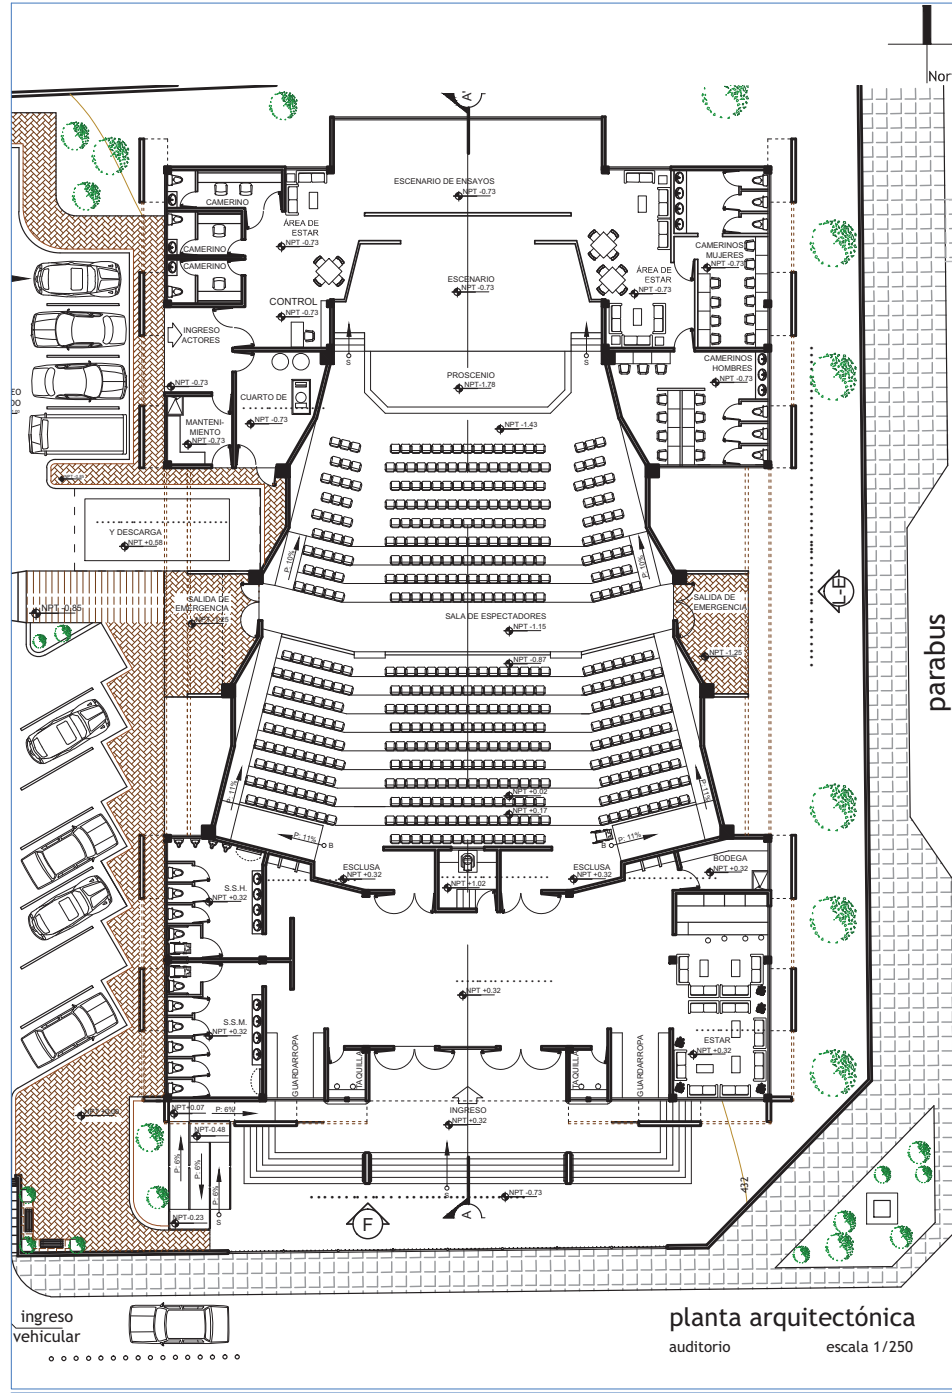 Nor
A'
ESCENARIO DE ENSAYOS
NPT -0.73
CAMERINO
ÁREA DE
ESTAR
NPT -0.73
CAMERINO
CAMERINO
CAMERINOS
MUJERES
NPT -0.73
ESCENARIO
NPT -0.73
ÁREA DE
ESTAR
NPT -0.73
CONTROL
NPT -0.73
INGRESO
ACTORES
S
S
CAMERINOS
HOMBRES
NPT -0.73
PROSCENIO
NPT -1.78
NPT -0.73
CUARTO DE
NPT -0.73
MANTENI-
MIENTO
NPT -0.73
NPT -1.43
Y DESCARGA
NPT +0.58
P: 10%
P: 10%
NPT -0.85
SALIDA DE
EMERGENCIA
SALA DE ESPECTADORES
NPT -1.15
SALIDA DE
EMERGENCIA
NPT -0.87
NPT -1.25
parabus
P: 11%
P: 11%
NPT +0.02
NPT +0.17
P: 11%
B
B
P: 11%
ESCLUSA
NPT +0.32
ESCLUSA
NPT +0.32
BODEGA
NPT +0.32
NPT +1.02
S.S.H.
NPT +0.32
NPT +0.32
S.S.M.
NPT +0.32
ESTAR
NPT +0.32
GUARDARROPA
TAQUILLA
TAQUILLA
GUARDARROPA
INGRESO
NPT +0.32
NPT+0.07
P: 6%
NPT-0.48
P: 6%
P: 6%
P: 6%
S
NPT-0.23
NPT -0.73
432
F
A
ingreso
vehicular
planta arquitectónica
auditorio
escala 1/250